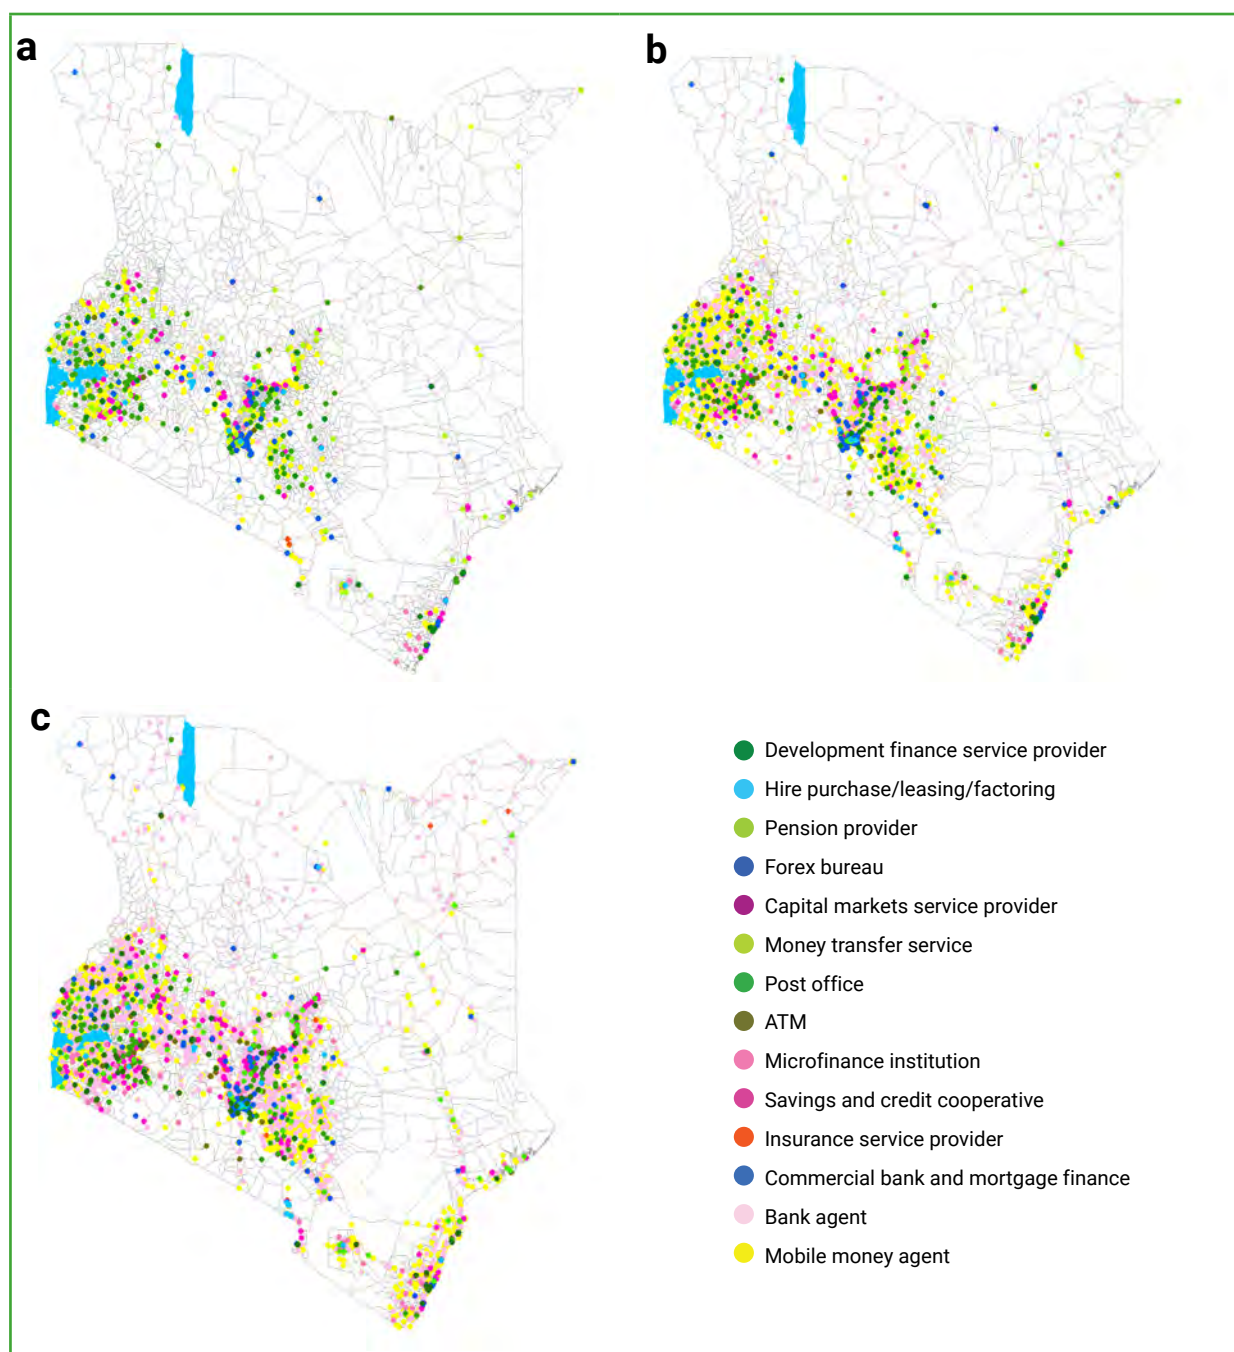 a
b
c
Development finance service provider
Hire purchase/leasing/factoring
Pension provider
Forex bureau
Capital markets service provider
Money transfer service
Post office
ATM
Microfinance institution
Savings and credit cooperative
Insurance service provider
Commercial bank and mortgage finance
Bank agent
Mobile money agent